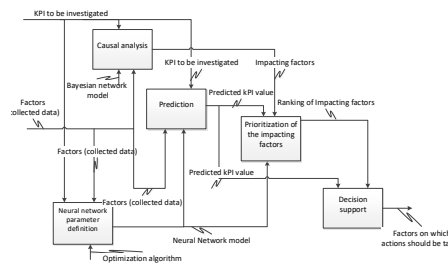 KPI to be investigated
Causal analysis
KPI to be investigated
Impacting factors
Bayesian network
model
Predicted kPI value
Ranking of Impacting factors
Factors
collected data)
Prediction
Prioritization of
the impacting
factors
Factors (collected data)
Predicted kPI value
Factors (collected data)
Neural network
parameter
definition
Decision
support
Neural Network model
Factors on which
actions should be ta
Optimization algorithm